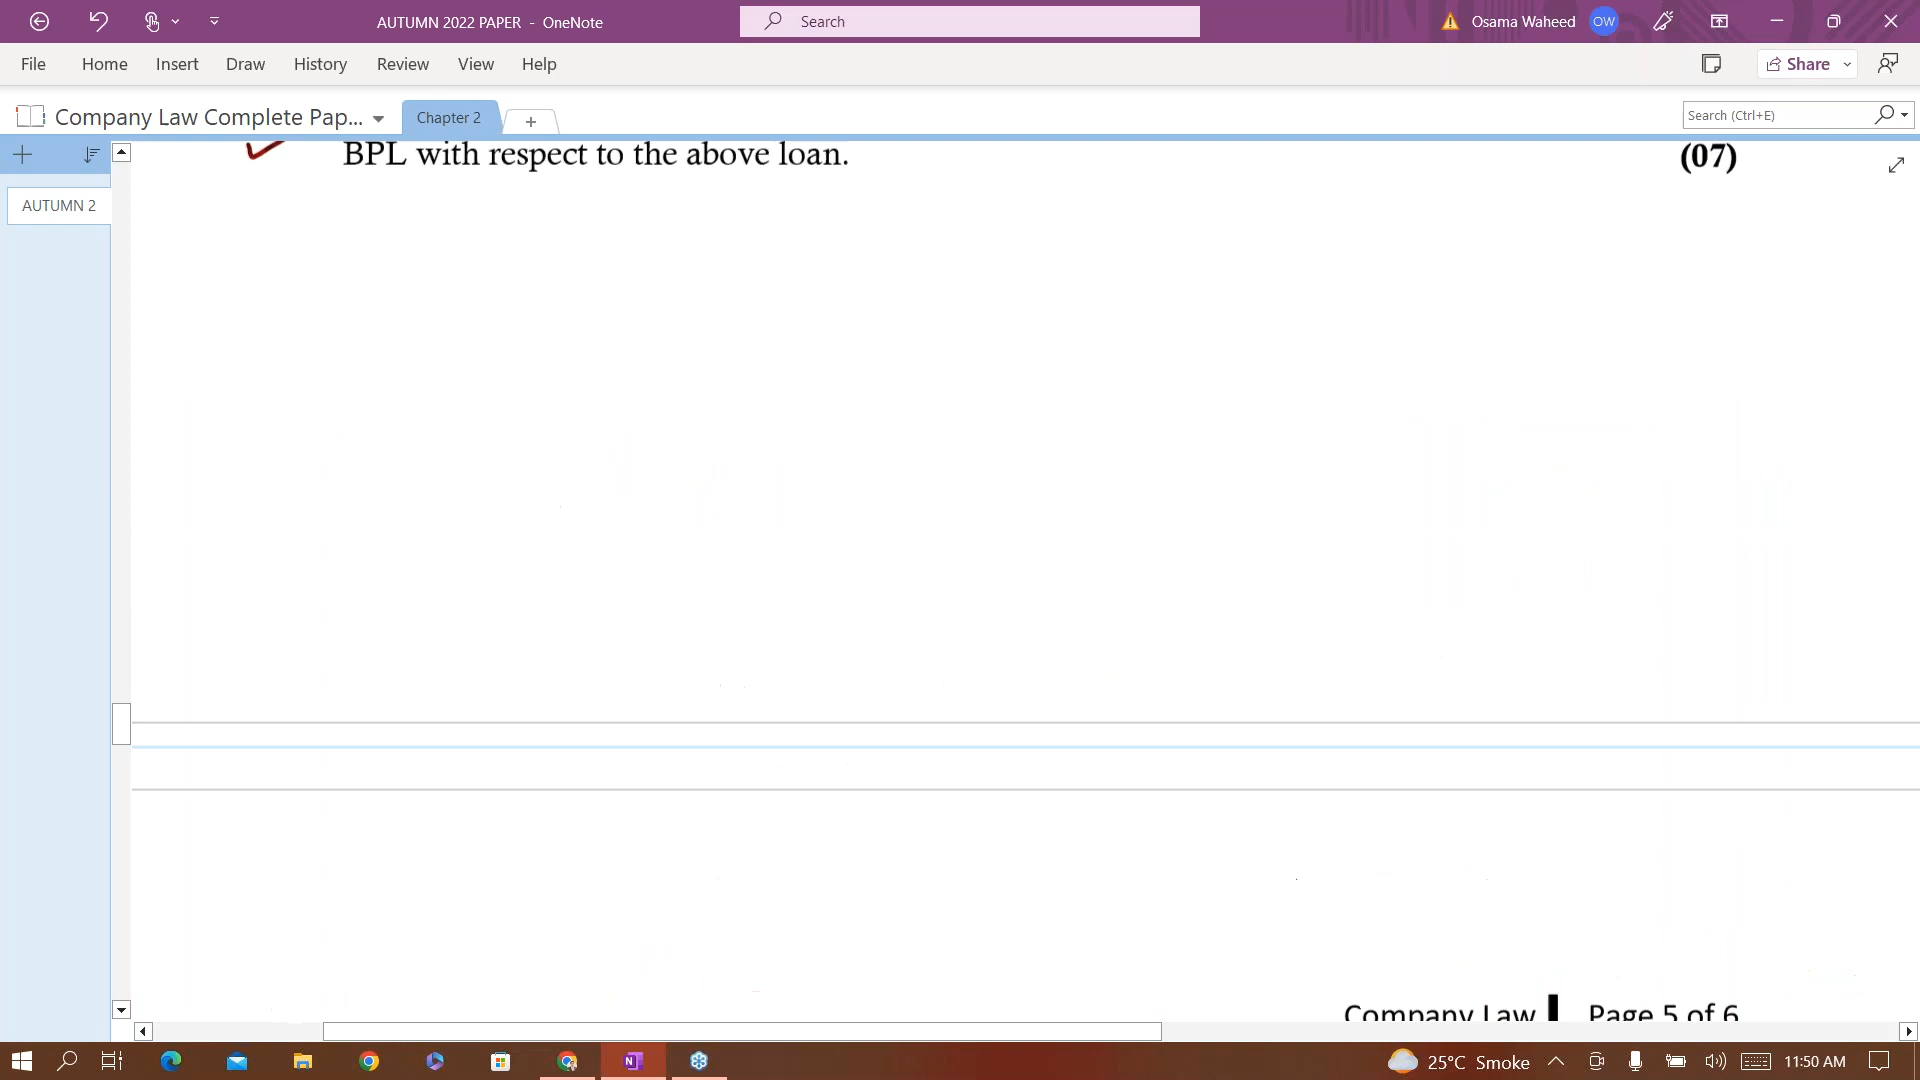 AUTUMN 2022 PAPER - OneNote
Search
Osama Waheed
OW
File Home Insert Draw History Review View Help
Share
Company Law Complete Pap...
Chapter 2
Search (Ctrl+E)
AUTUMN 2
BPL with respect to the above loan. (07)
Company Law Page 5 of 6
25°C Smoke
11:50 AM